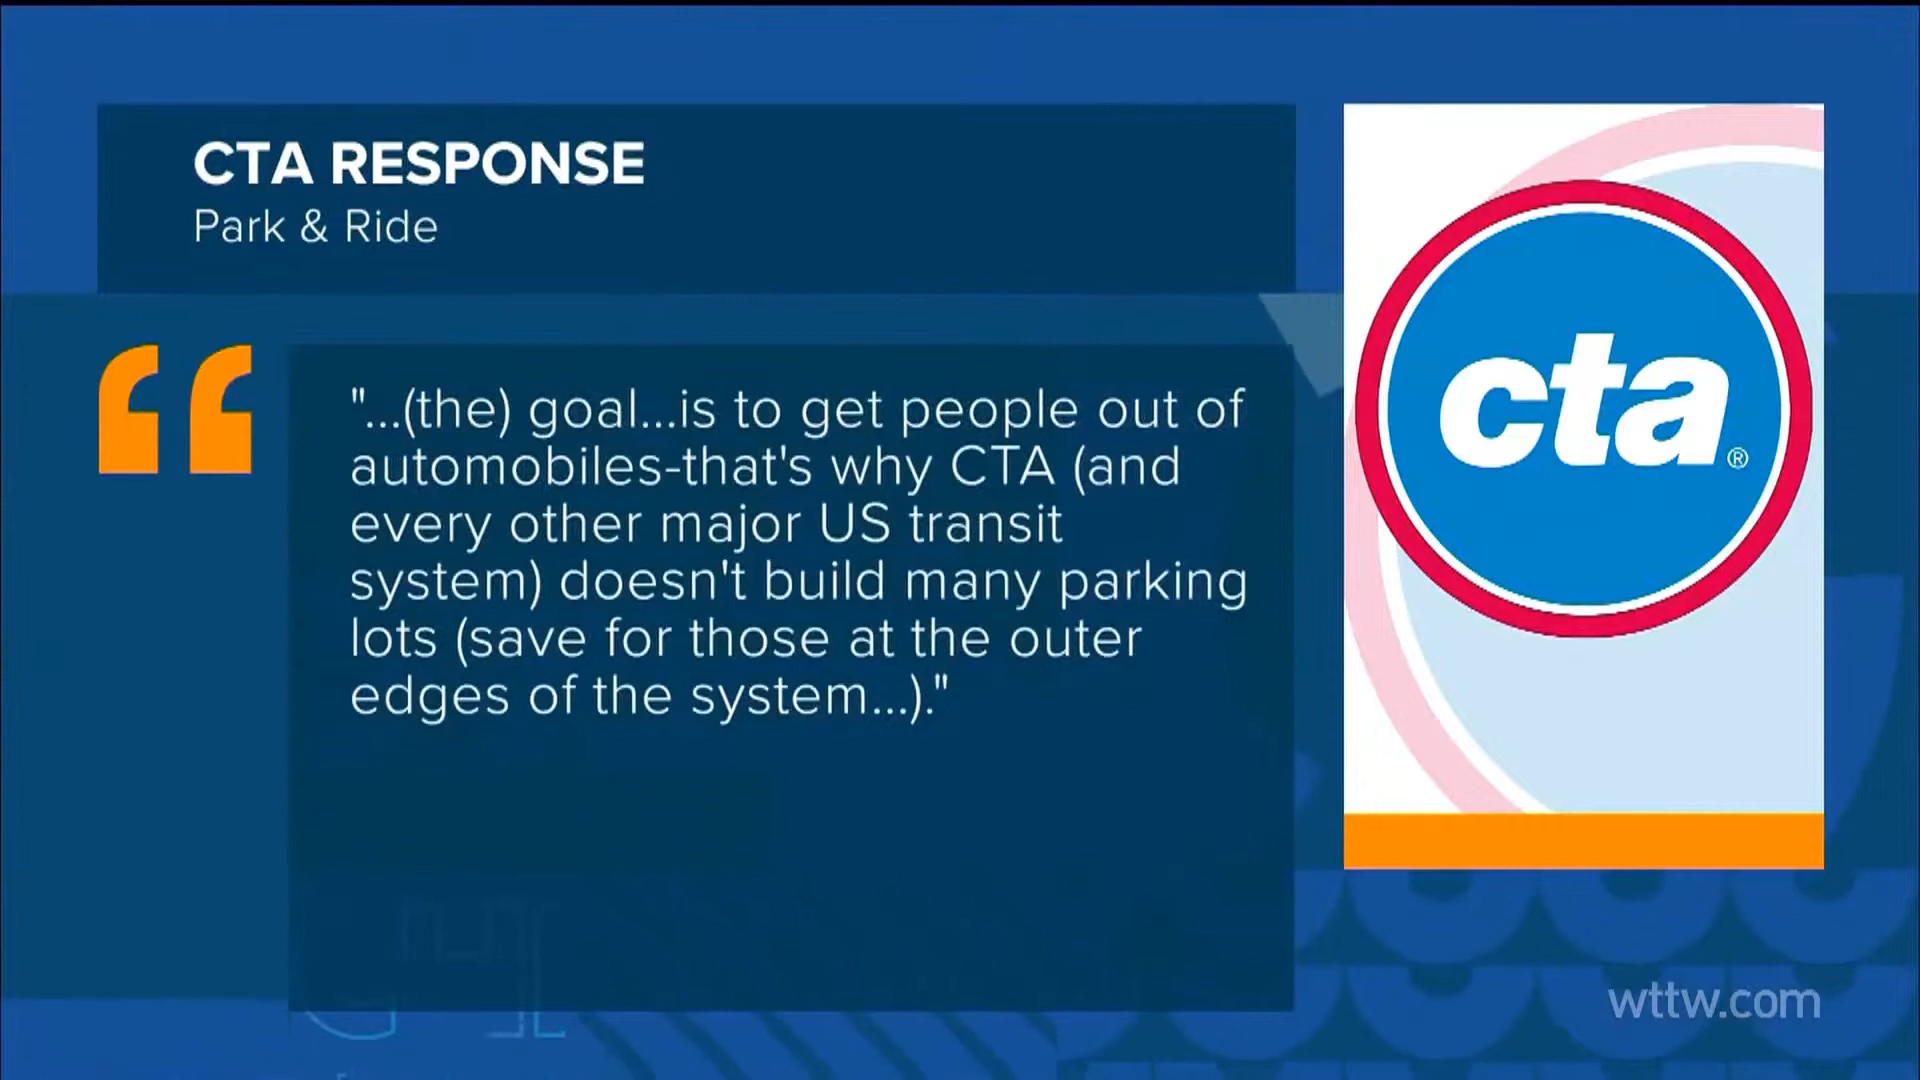 CTA RESPONSE
Park & Ride
"...(the) goal...is to get people out of
automobiles-that's why CTA (and
every other major US transit
system) doesn't build many parking
lots (save for those at the outer
edges of the system...)."
cta®
wttw.com